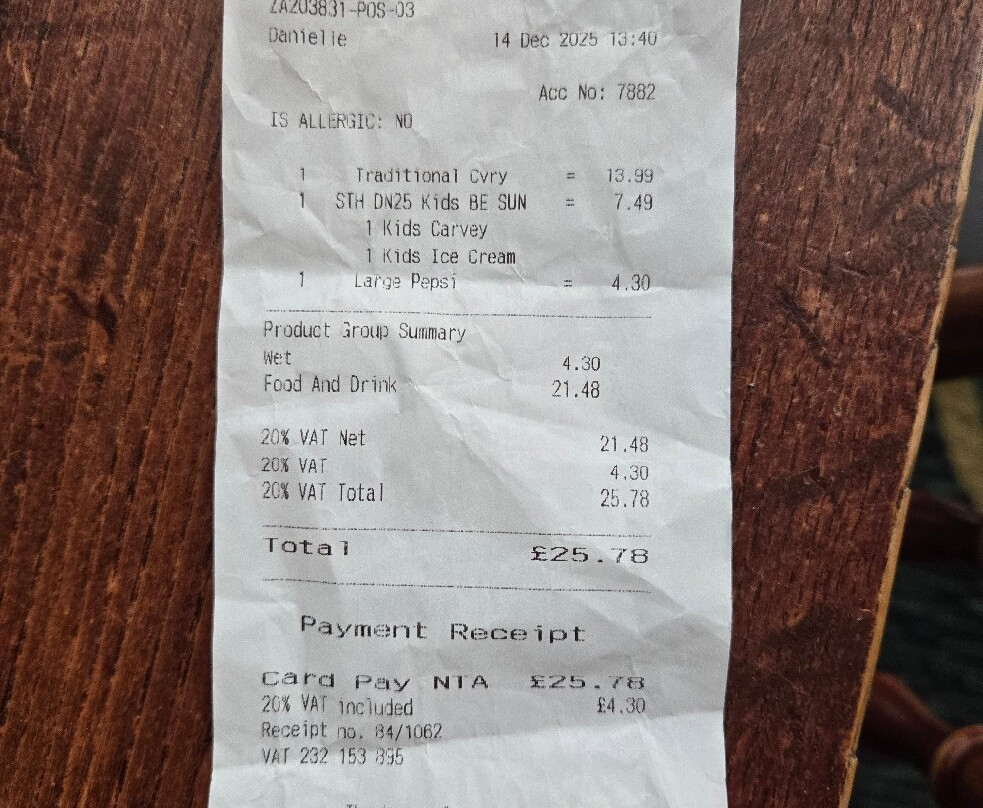 ZA203831-POS-03
Danielle 14 Dec 2025 13:40
Acc No: 7882
IS ALLERGIC: NO
1 Traditional Cvry = 13.99
1 STH DN25 Kids BE SUN = 7.49
1 Kids Carvey
1 Kids Ice Cream
1 Large Pepsi = 4.30
Product Group Summary
Wet 4.30
Food And Drink 21.48
20% VAT Net 21.48
20% VAT 4.30
20% VAT Total 25.78
Total £25.78
Payment Receipt
Card Pay NTA £25.78
20% VAT included £4.30
Receipt no. 84/1062
VAT 232 153 895